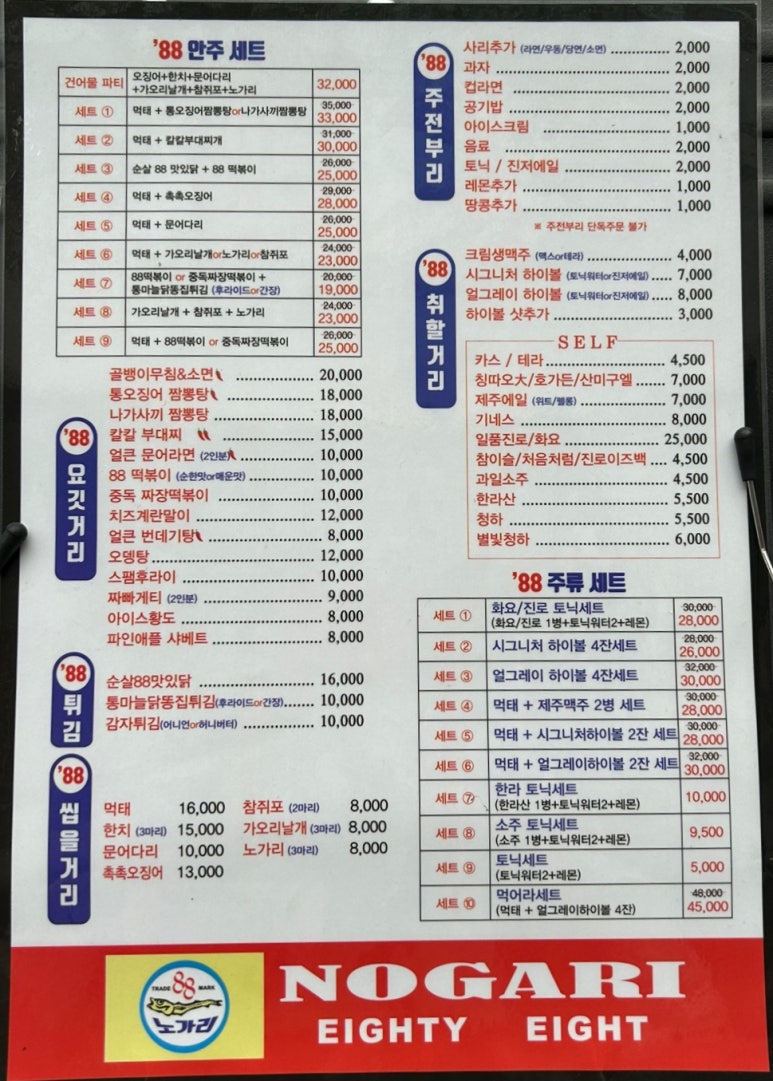 '88 안주 세트
건어물 파티 오징어+한치+문어다리 +가오리날개+참쥐포+노가리 32,000
세트 ① 먹태 + 통오징어짬뽕탕or나가사끼짬뽕탕 35,000 33,000
세트 ② 먹태 + 칼칼부대찌개 31,000 30,000
세트 ③ 순살 88 맛있닭 + 88 떡볶이 26,000 25,000
세트 ④ 먹태 + 촉촉오징어 29,000 28,000
세트 ⑤ 먹태 + 문어다리 26,000 25,000
세트 ⑥ 먹태 + 가오리날개or노가리or참쥐포 24,000 23,000
세트 ⑦ 88떡볶이 or 중독짜장떡볶이 + 통마늘닭똥집튀김 (후라이드or간장) 20,000 19,000
세트 ⑧ 가오리날개 + 참쥐포 + 노가리 24,000 23,000
세트 ⑨ 먹태 + 88떡볶이 or 중독짜장떡볶이 26,000 25,000
'88 요깃거리
골뱅이무침&소면 20,000
통오징어 짬뽕탕 18,000
나가사끼 짬뽕탕 18,000
칼칼 부대찌 15,000
얼큰 문어라면 (2인분) 10,000
88 떡볶이 (순한맛or매운맛) 10,000
중독 짜장떡볶이 10,000
치즈계란말이 12,000
얼큰 번데기탕 8,000
오뎅탕 12,000
스팸후라이 10,000
짜빠게티 (2인분) 9,000
아이스황도 8,000
파인애플 샤베트 8,000
'88 튀김
순살88맛있닭 16,000
통마늘닭똥집튀김(후라이드or간장) 10,000
감자튀김(어니언or허니버터) 10,000
'88 씹을거리
먹태 16,000 참쥐포 (2마리) 8,000
한치 (3마리) 15,000 가오리날개 (3마리) 8,000
문어다리 10,000 노가리 (3마리) 8,000
촉촉오징어 13,000
'88 주전부리
사리추가 (라면/우동/당면/소면) 2,000
과자 2,000
컵라면 2,000
공기밥 2,000
아이스크림 1,000
음료 2,000
토닉 / 진저에일 2,000
레몬추가 1,000
땅콩추가 1,000
※ 주전부리 단독주문 불가
'88 취할거리
크림생맥주 (맥스or테라) 4,000
시그니처 하이볼 (토닉워터or진저에일) 7,000
얼그레이 하이볼 (토닉워터or진저에일) 8,000
하이볼 샷추가 3,000
SELF
카스 / 테라 4,500
칭따오/호가든/산미구엘 7,000
제주에일 (위트/펠롱) 7,000
기네스 8,000
일품진로/화요 25,000
참이슬/처음처럼/진로이즈백 4,500
과일소주 4,500
한라산 5,500
청하 5,500
별빛청하 6,000
'88 주류 세트
세트 ① 화요/진로 토닉세트 (화요/진로 1병+토닉워터2+레몬) 30,000 28,000
세트 ② 시그니처 하이볼 4잔세트 28,000 26,000
세트 ③ 얼그레이 하이볼 4잔세트 32,000 30,000
세트 ④ 먹태 + 제주맥주 2병 세트 30,000 28,000
세트 ⑤ 먹태 + 시그니처하이볼 2잔 세트 30,000 28,000
세트 ⑥ 먹태 + 얼그레이하이볼 2잔 세트 32,000 30,000
세트 ⑦ 한라 토닉세트 (한라산 1병+토닉워터2+레몬) 10,000
세트 ⑧ 소주 토닉세트 (소주 1병+토닉워터2+레몬) 9,500
세트 ⑨ 토닉세트 (토닉워터2+레몬) 5,000
세트 ⑩ 먹어라세트 (먹태 + 얼그레이하이볼 4잔) 48,000 45,000
TRADE 88 MARK
노가리
NOGARI
EIGHTY EIGHT